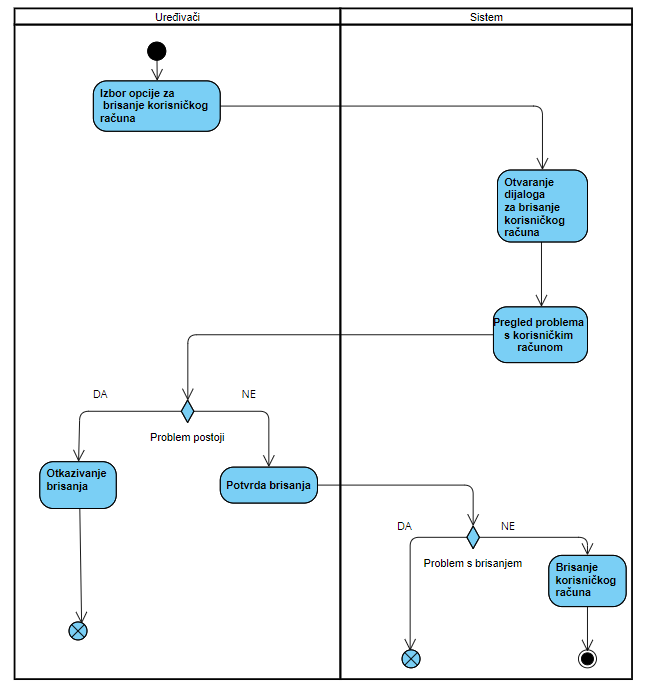 Uređivači
Sistem
Izbor opcije za
brisanje korisničkog
računa
Otvaranje
dijaloga
za brisanje
korisničkog
računa
Pregled problema
s korisničkim
računom
DA
NE
Problem postoji
Otkazivanje
brisanja
Potvrda brisanja
DA
NE
Problem s brisanjem
Brisanje
korisničkog
računa